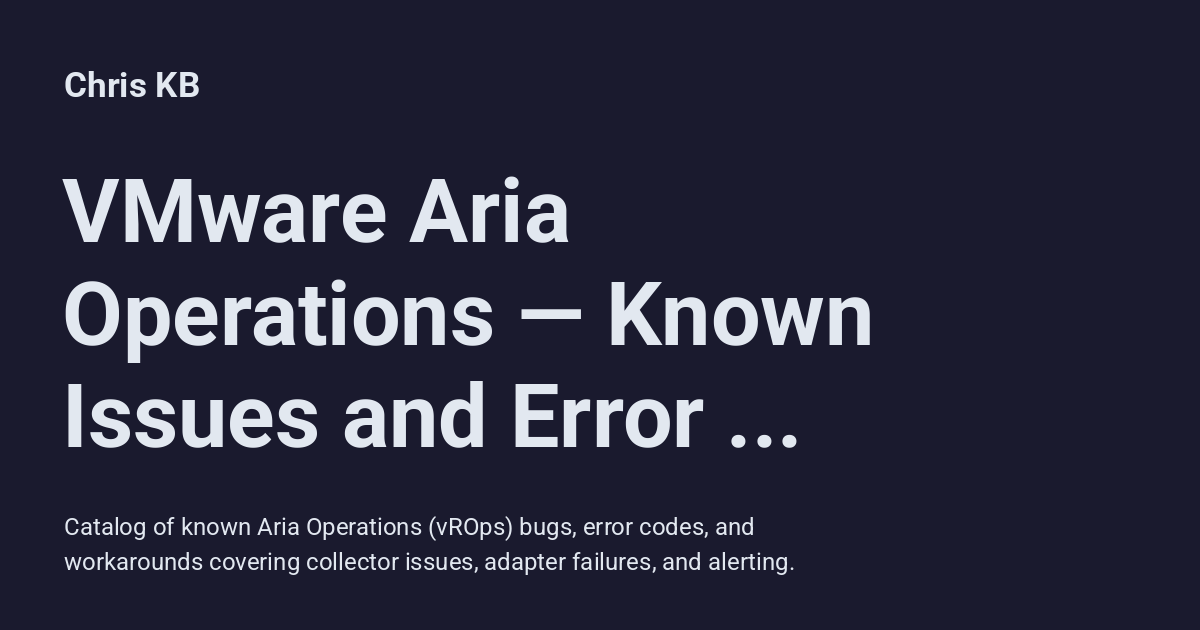 Chris KB
VMware Aria
Operations — Known
Issues and Error ...
Catalog of known Aria Operations (vROps) bugs, error codes, and
workarounds covering collector issues, adapter failures, and alerting.